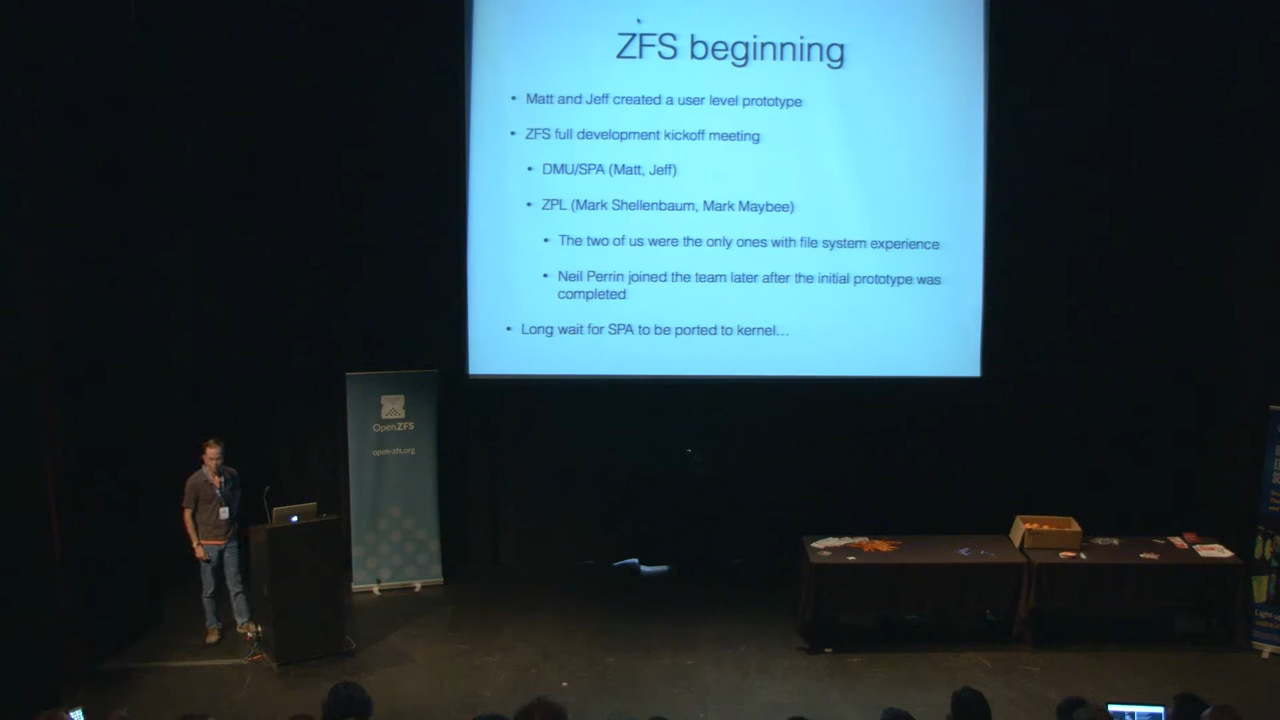 ZFS beginning
• Matt and Jeff created a user level prototype
• ZFS full development kickoff meeting
• DMU/SPA (Matt, Jeff)
• ZPL (Mark Shellenbaum, Mark Maybee)
• The two of us were the only ones with file system experience
• Neil Perrin joined the team later after the initial prototype was
completed
• Long wait for SPA to be ported to kernel…
OpenZFS
open-zfs.org